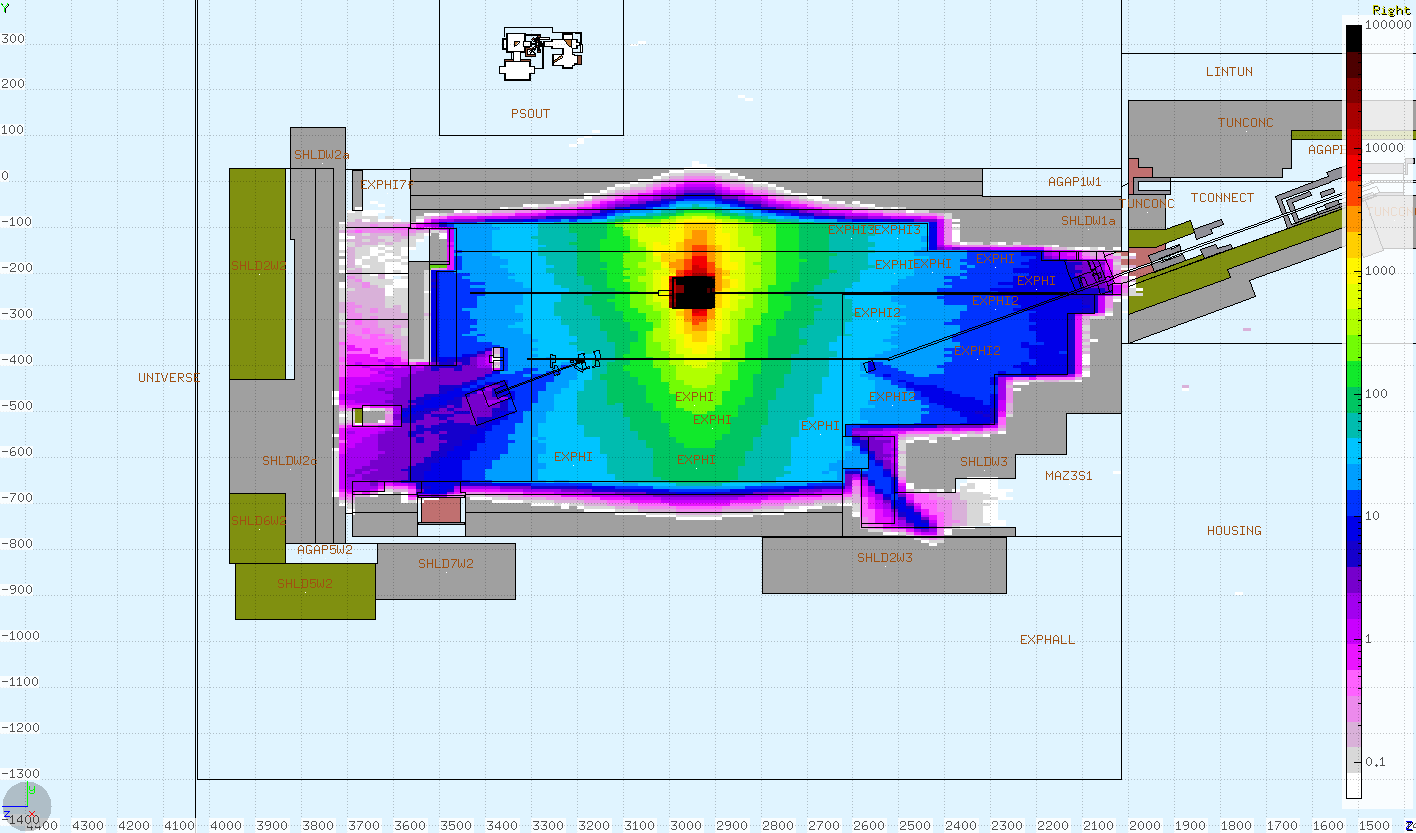 Y
Right
300
100000
LINTUN
200
PSOUT
TUNCONC
100
10000
AGAP
SHLDW2a
0
EXPHI7
AGAP1W1
TCONNECT
TUNCONC
-100
SHLDW1a
EXPHI3 EXPHI3
SHLD2W2
EXPHI
EXPHI
EXPHI
1000
-200
EXPHI
EXPHI2
-300
EXPHI2
EXPHI2
-400
UNIVERSE
EXPHI
EXPHI2
100
-500
EXPHI
EXPHI
EXPHI
EXPHI
-600
SHLDW2c
SHLDW3
MAZ3S1
-700
SHLD6W2
10
HOUSING
-800
AGAP5W2
SHLD7W2
SHLD2W3
SHLD5W2
-900
-1000
EXPHALL
1
-1100
-1200
0.1
-1300
y
z
x
-1400
4400 4300 4200 4100 4000 3900 3800 3700 3600 3500 3400 3300 3200 3100 3000 2900 2800 2700 2600 2500 2400 2300 2200 2100 2000 1900 1800 1700 1600 1500